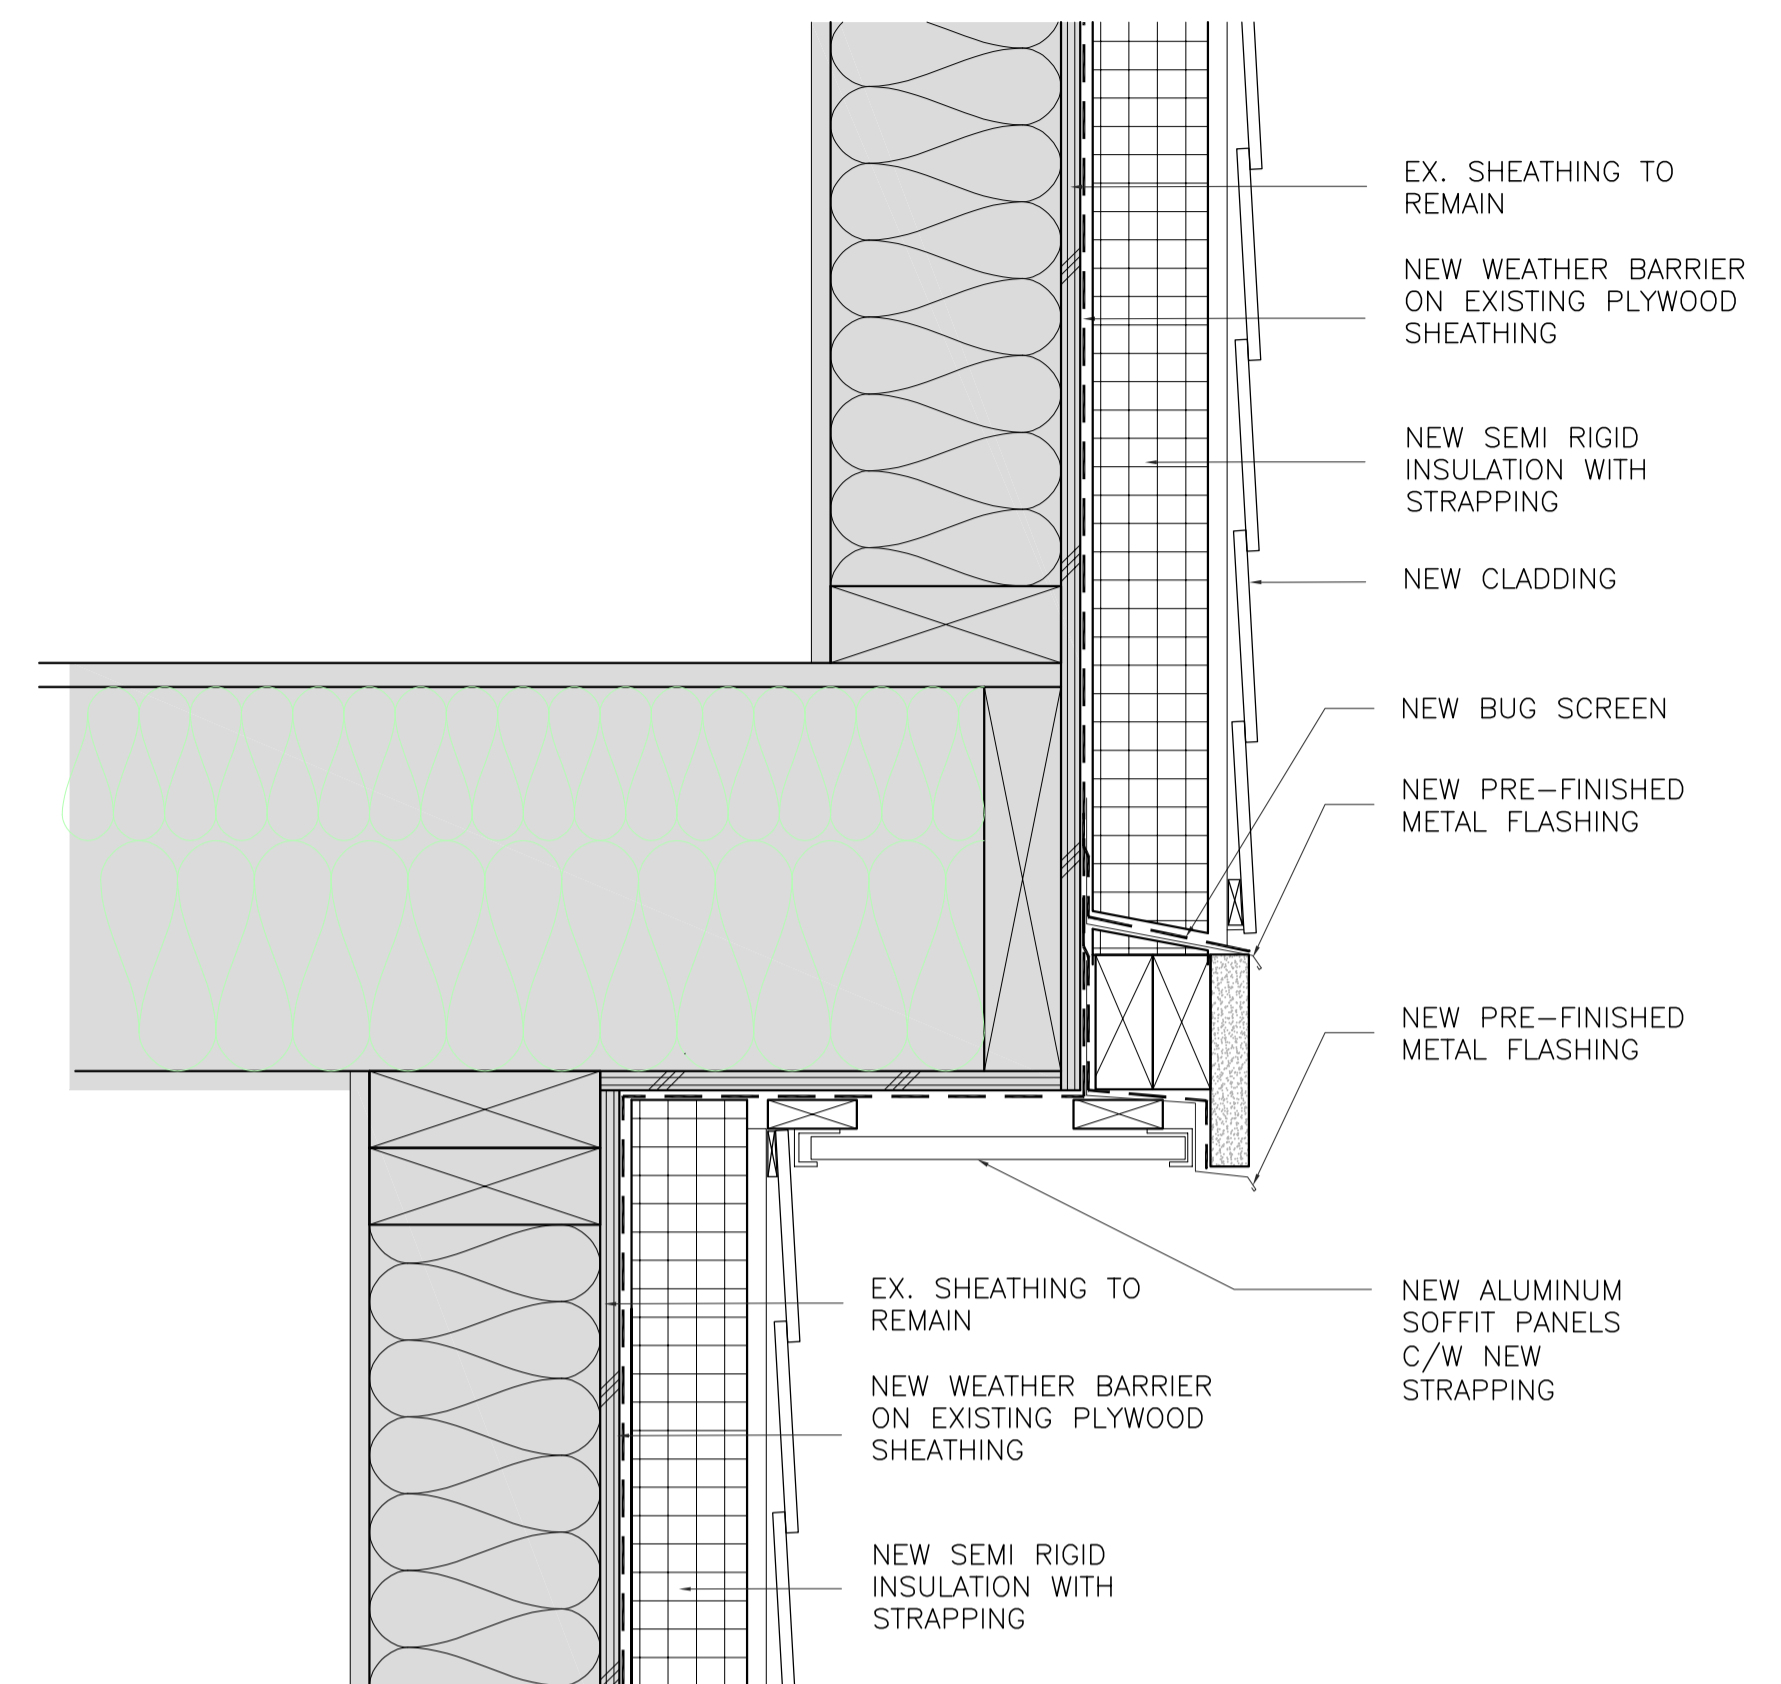 EX. SHEATHING TO
REMAIN
NEW WEATHER BARRIER
ON EXISTING PLYWOOD
SHEATHING
NEW SEMI RIGID
INSULATION WITH
STRAPPING
NEW CLADDING
NEW BUG SCREEN
NEW PRE-FINISHED
METAL FLASHING
NEW PRE-FINISHED
METAL FLASHING
NEW ALUMINUM
SOFFIT PANELS
C/W NEW
STRAPPING
EX. SHEATHING TO
REMAIN
NEW WEATHER BARRIER
ON EXISTING PLYWOOD
SHEATHING
NEW SEMI RIGID
INSULATION WITH
STRAPPING